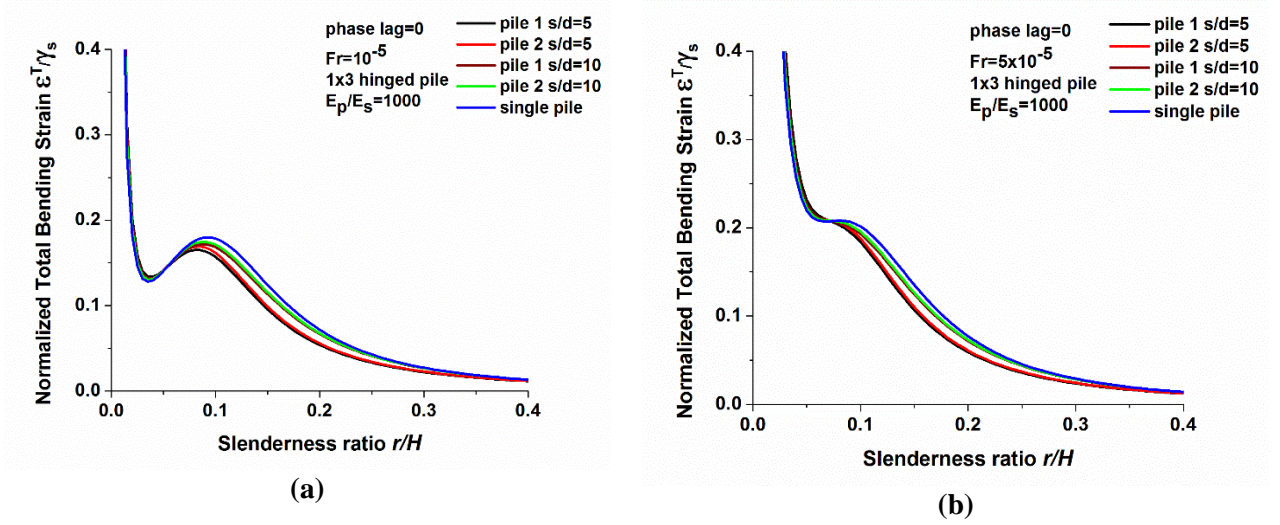 phase lag=0
Fr=10⁻⁵
1x3 hinged pile
Eₚ/Eₛ=1000
pile 1 s/d=5
pile 2 s/d=5
pile 1 s/d=10
pile 2 s/d=10
single pile
Normalized Total Bending Strain εᵀ/γₛ
0.4
0.3
0.2
0.1
0.0
0.0 0.1 0.2 0.3 0.4
Slenderness ratio r/H
(a)
phase lag=0
Fr=5x10⁻⁵
1x3 hinged pile
Eₚ/Eₛ=1000
pile 1 s/d=5
pile 2 s/d=5
pile 1 s/d=10
pile 2 s/d=10
single pile
Normalized Total Bending Strain εᵀ/γₛ
0.4
0.3
0.2
0.1
0.0
0.0 0.1 0.2 0.3 0.4
Slenderness ratio r/H
(b)